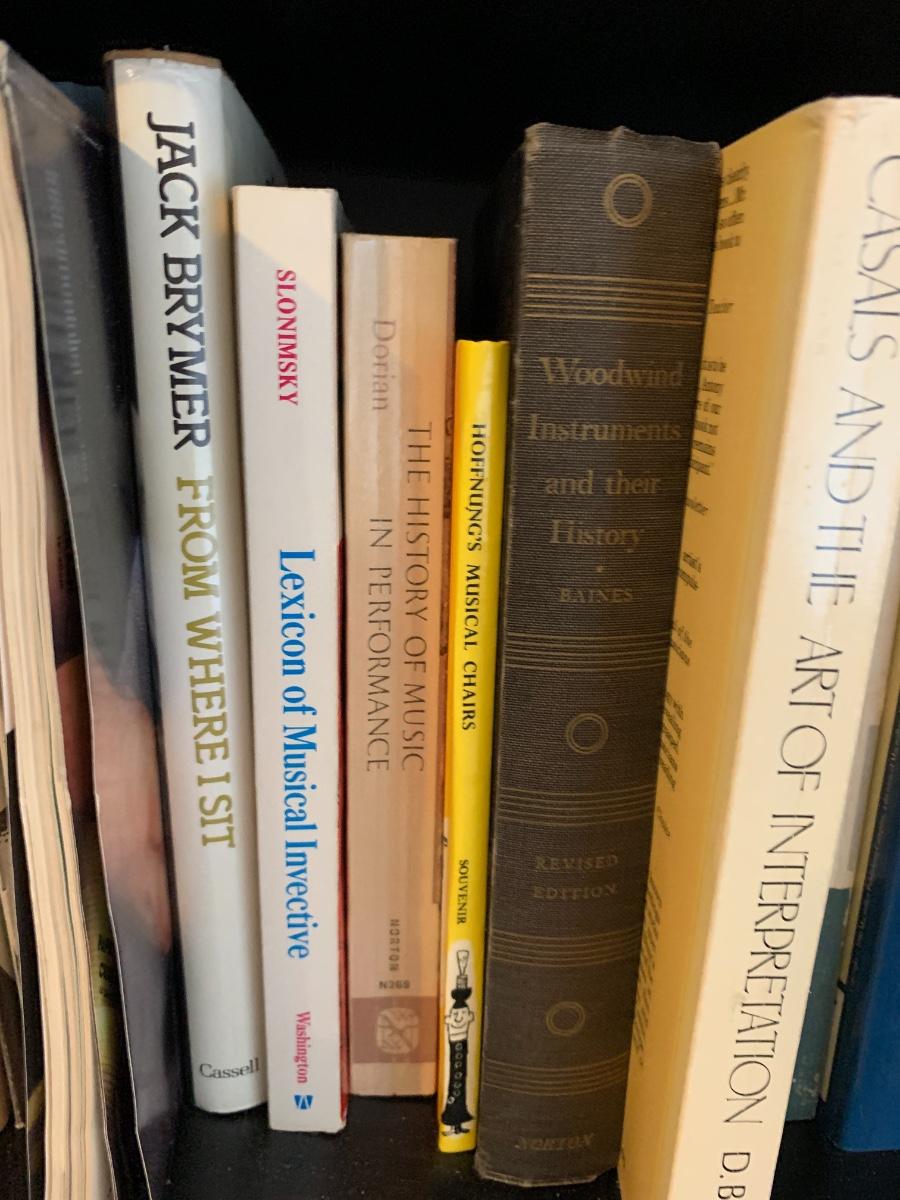 JACK BRYMER FROM WHERE I SIT
Cassell
SLONIMSKY
Lexicon of Musical Invective
Washington
Dorian
THE HISTORY OF MUSIC
IN PERFORMANCE
NORTON
N269
HOFFNUNG'S MUSICAL CHAIRS
SOUVENIR
Woodwind
Instruments
and their
History
BAINES
REVISED
EDITION
NORTON
CASALS AND THE ART OF INTERPRETATION D.B